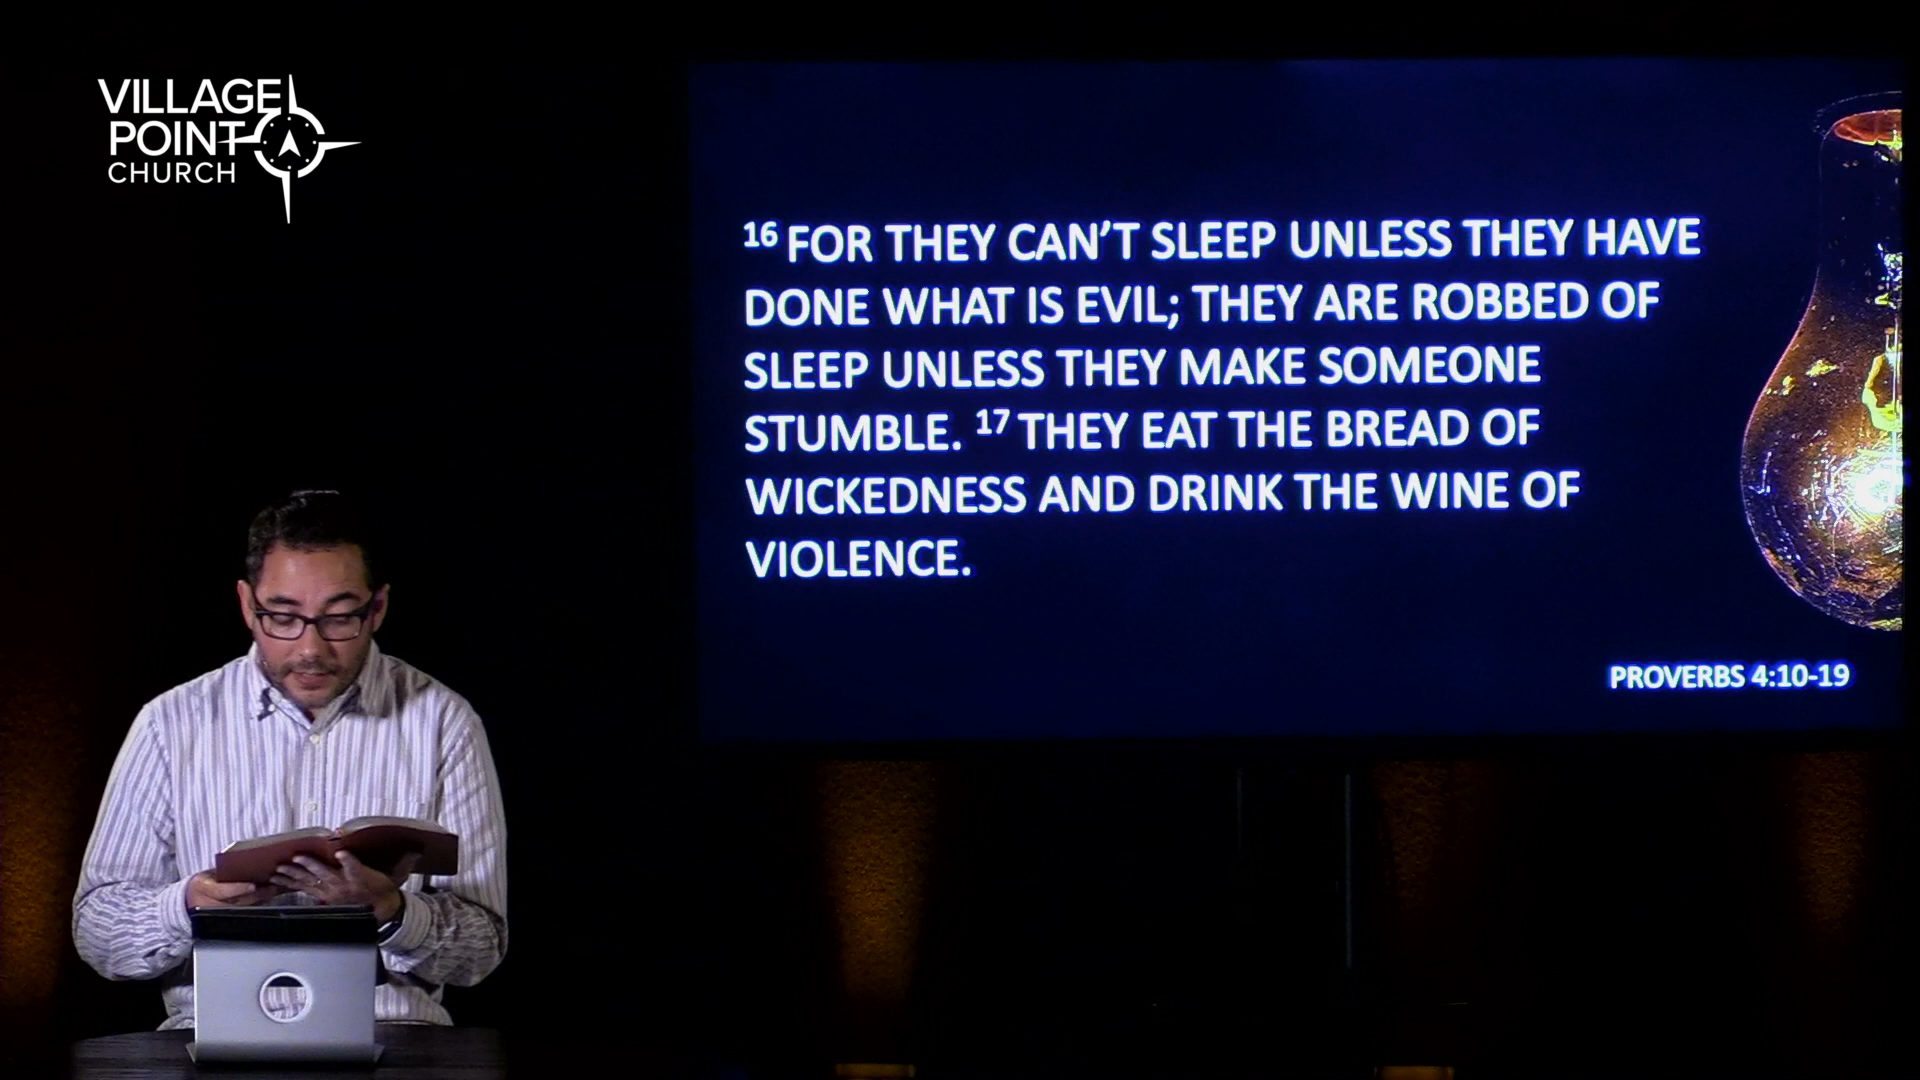 VILLAGE
POINT
CHURCH
16 FOR THEY CAN'T SLEEP UNLESS THEY HAVE
DONE WHAT IS EVIL; THEY ARE ROBBED OF
SLEEP UNLESS THEY MAKE SOMEONE
STUMBLE. 17 THEY EAT THE BREAD OF
WICKEDNESS AND DRINK THE WINE OF
VIOLENCE.
PROVERBS 4:10-19